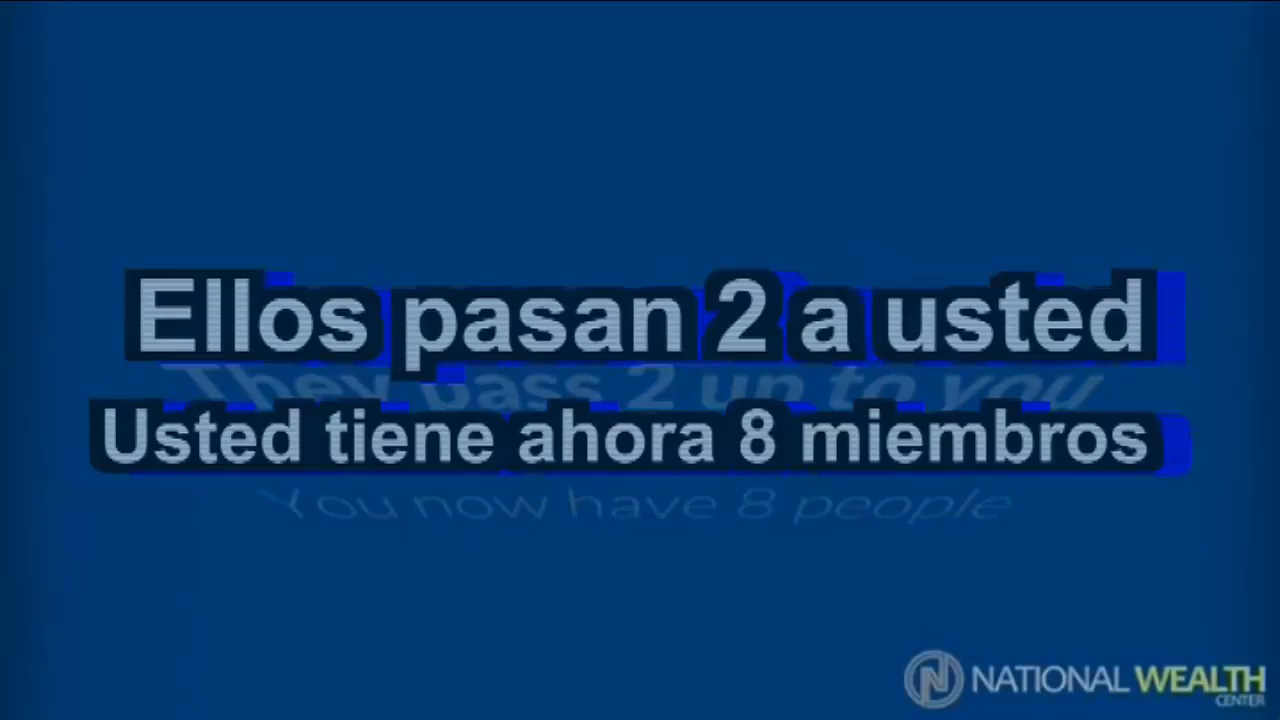 Ellos pasan 2 a usted
They pass 2 up to you
Usted tiene ahora 8 miembros
You now have 8 people
NATIONAL WEALTH
CENTER